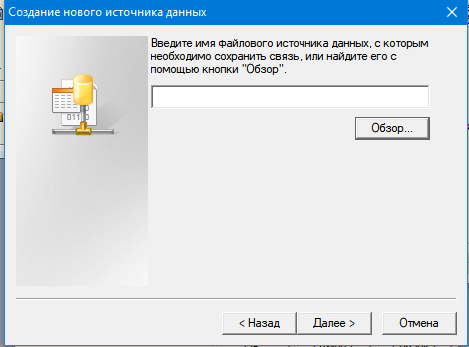 Создание нового источника данных
Введите имя файлового источника данных, с которым
необходимо сохранить связь, или найдите его с
помощью кнопки "Обзор".
01110
Обзор...
< Назад
Далее >
Отмена